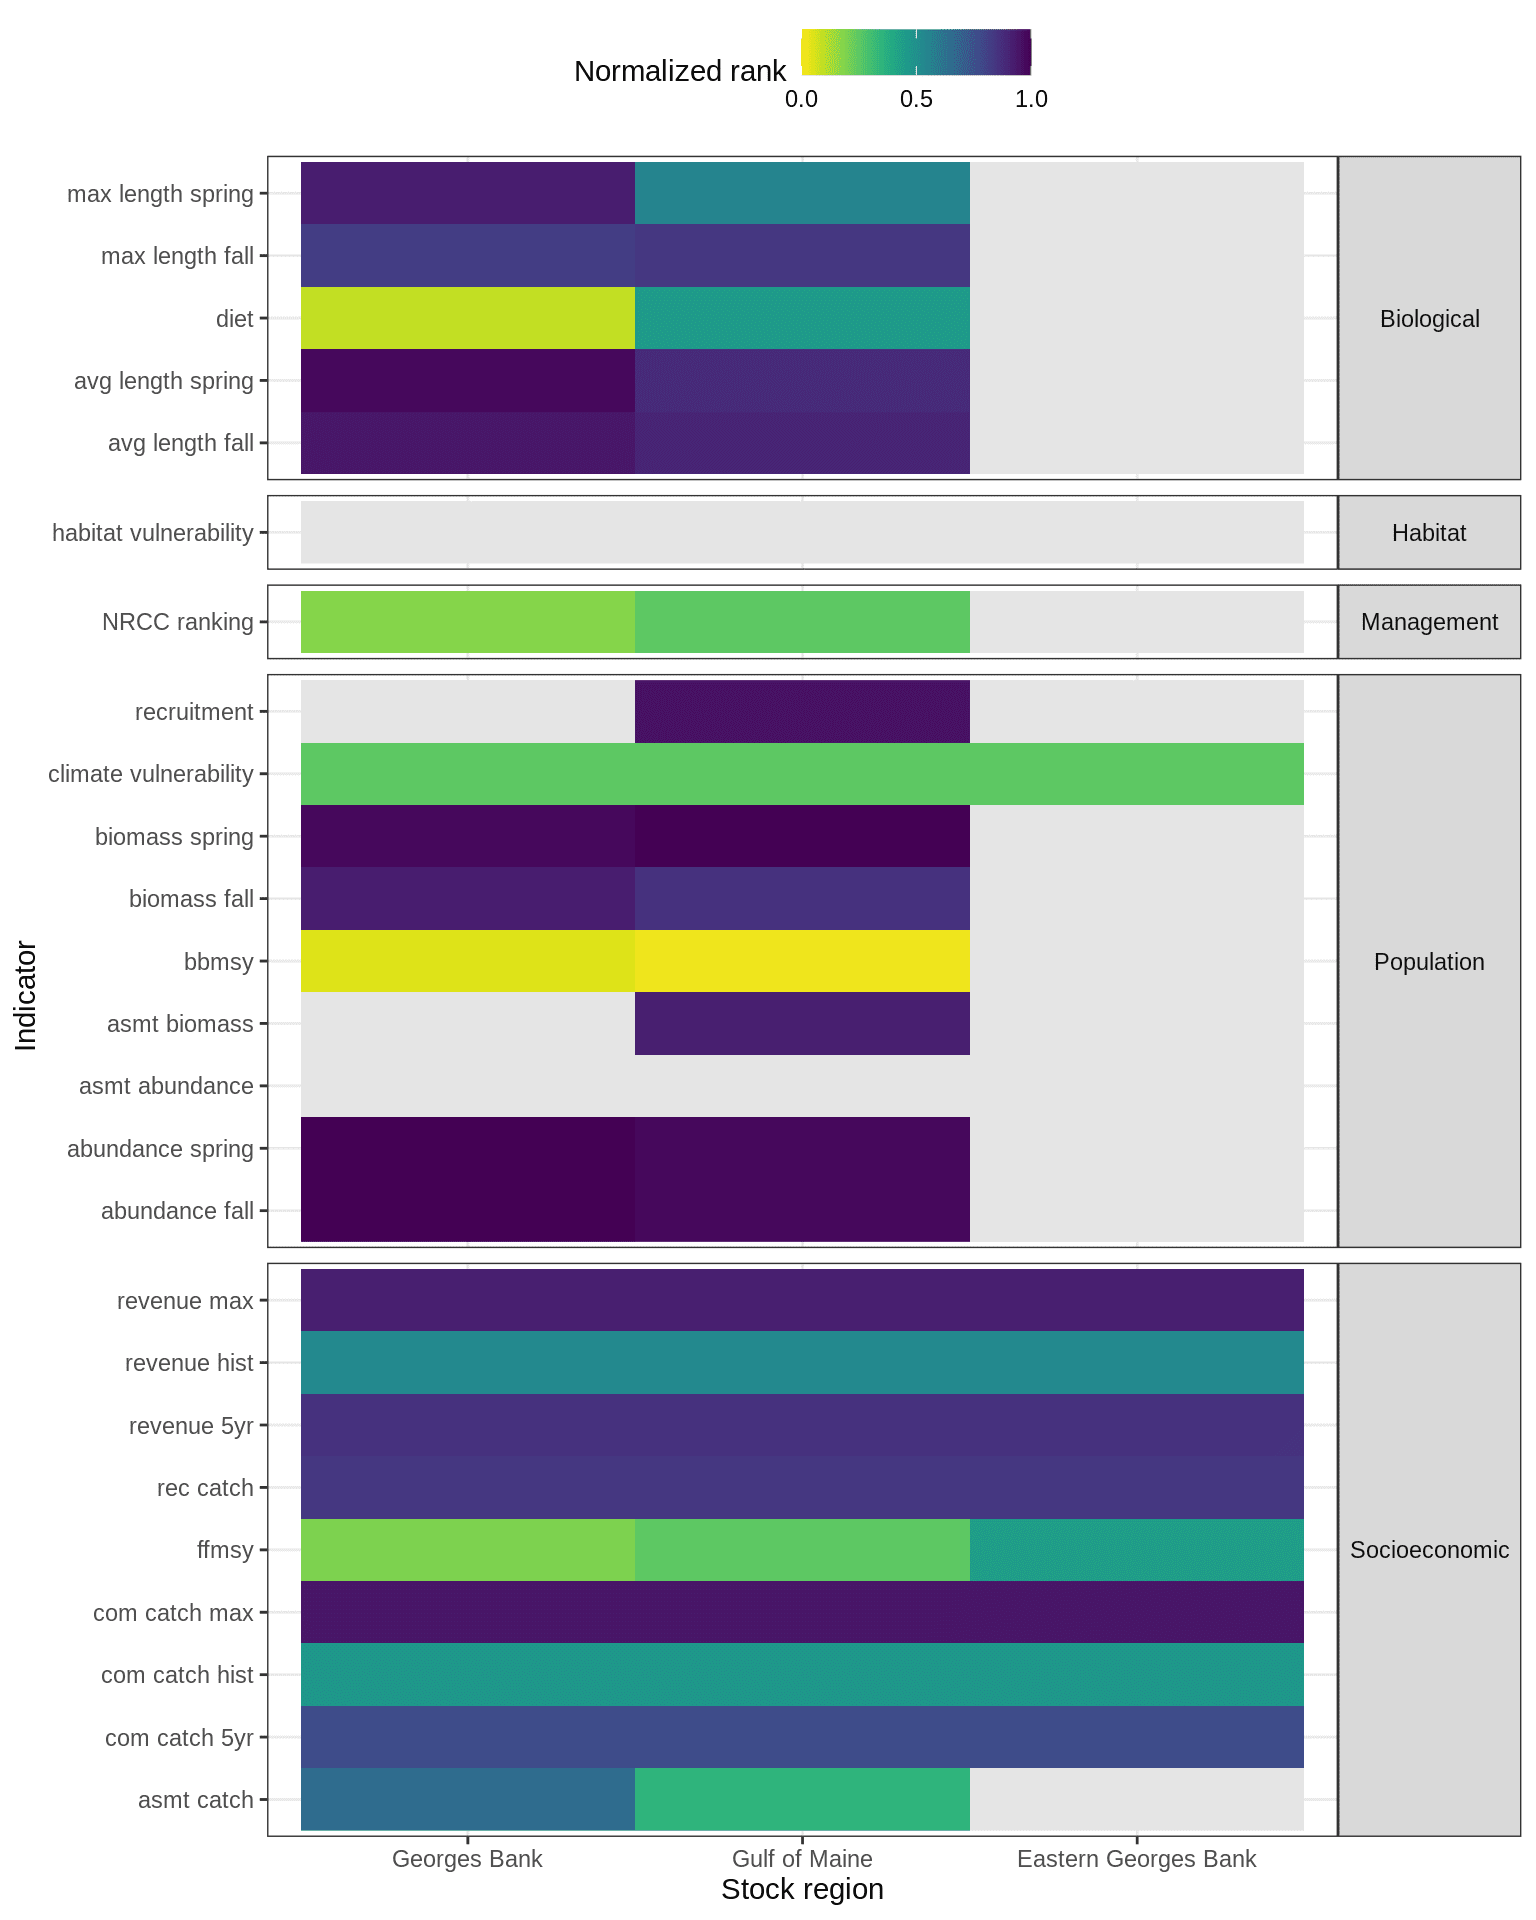 Normalized rank
0.0 0.5 1.0
max length spring
max length fall
diet
avg length spring
avg length fall
Biological
habitat vulnerability
Habitat
NRCC ranking
Management
recruitment
climate vulnerability
biomass spring
biomass fall
bbmsy
asmt biomass
asmt abundance
abundance spring
abundance fall
Population
revenue max
revenue hist
revenue 5yr
rec catch
ffmsy
com catch max
com catch hist
com catch 5yr
asmt catch
Socioeconomic
Indicator
Georges Bank Gulf of Maine Eastern Georges Bank
Stock region